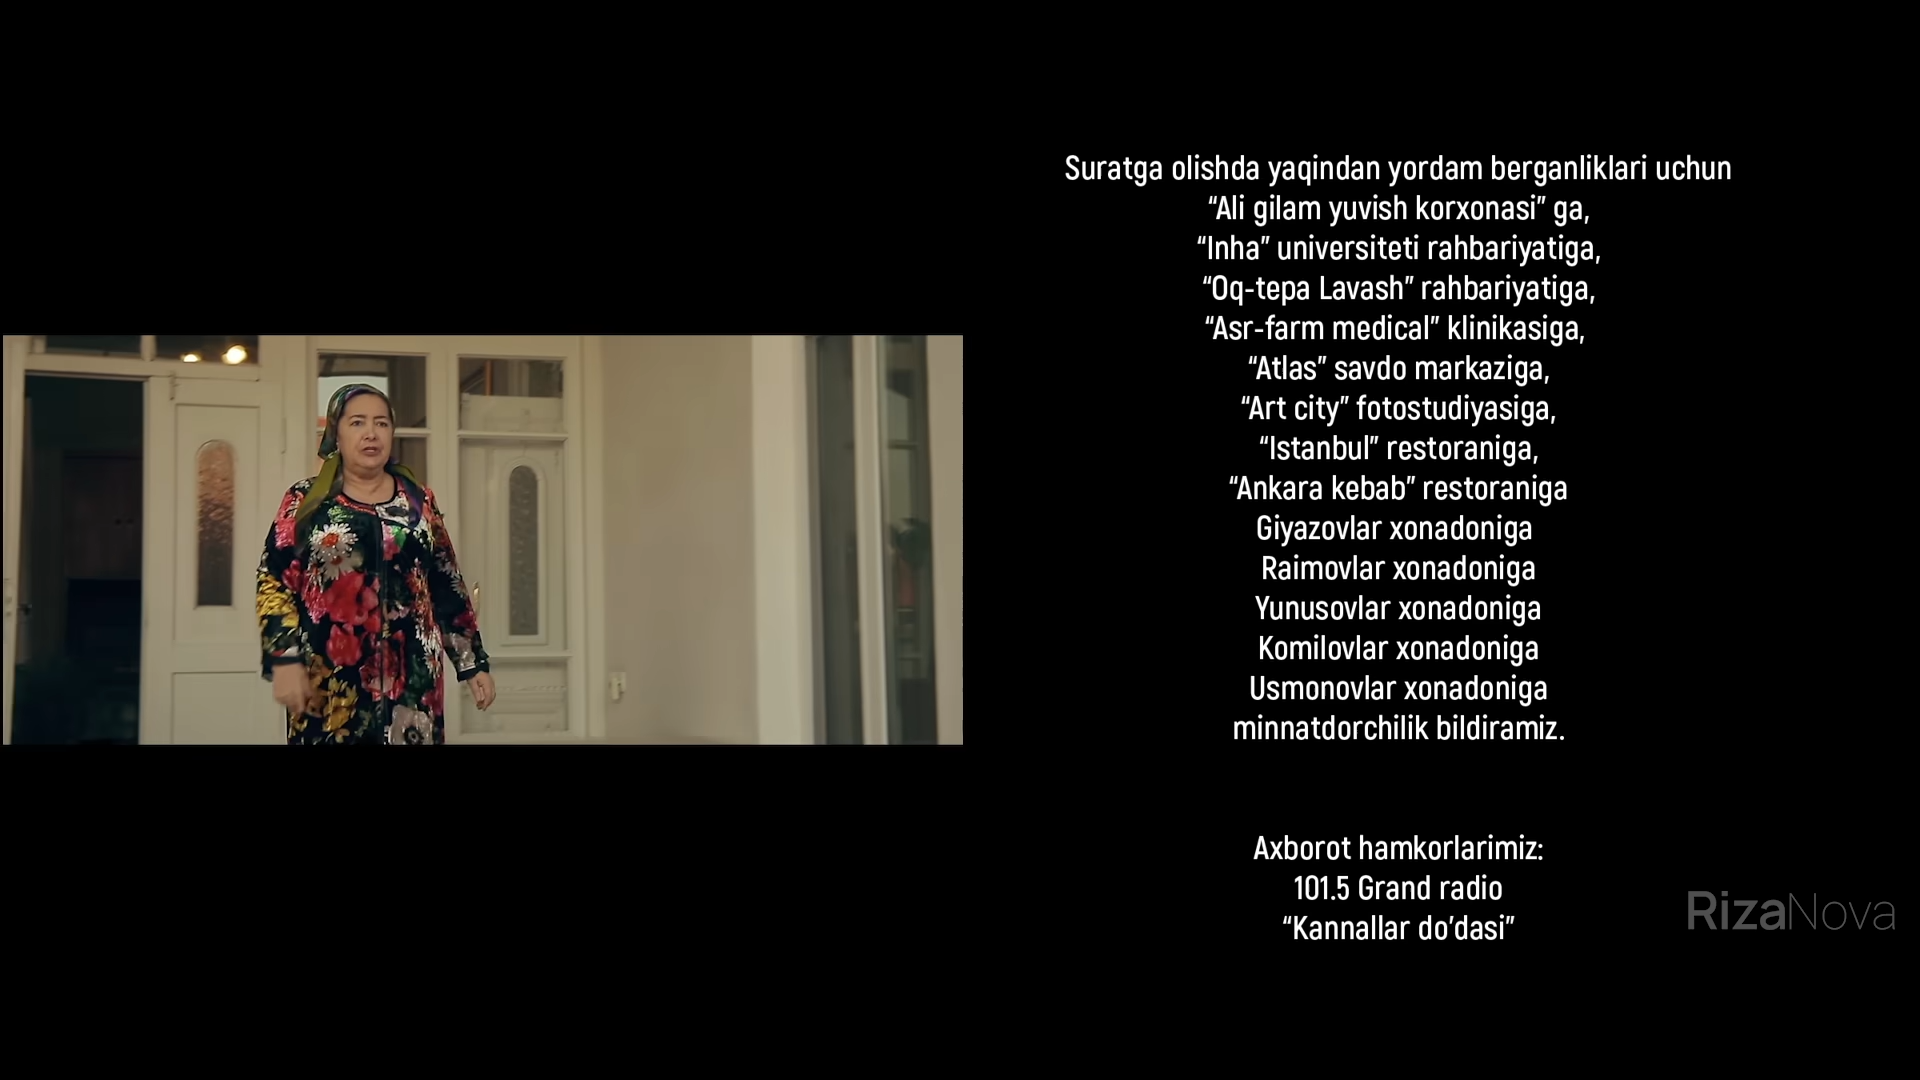 Suratga olishda yaqindan yordam berganliklari uchun
“Ali gilam yuvish korxonasi” ga,
“Inha” universiteti rahbariyatiga,
“Oq-tepa Lavash” rahbariyatiga,
“Asr-farm medical” klinikasiga,
“Atlas” savdo markaziga,
“Art city” fotostudiyasiga,
“Istanbul” restoraniga,
“Ankara kebab” restoraniga
Giyazovlar xonadoniga
Raimovlar xonadoniga
Yunusovlar xonadoniga
Komilovlar xonadoniga
Usmonovlar xonadoniga
minnatdorchilik bildiramiz.
Axborot hamkorlarimiz:
101.5 Grand radio
“Kannallar do’dasi”
RizaNova